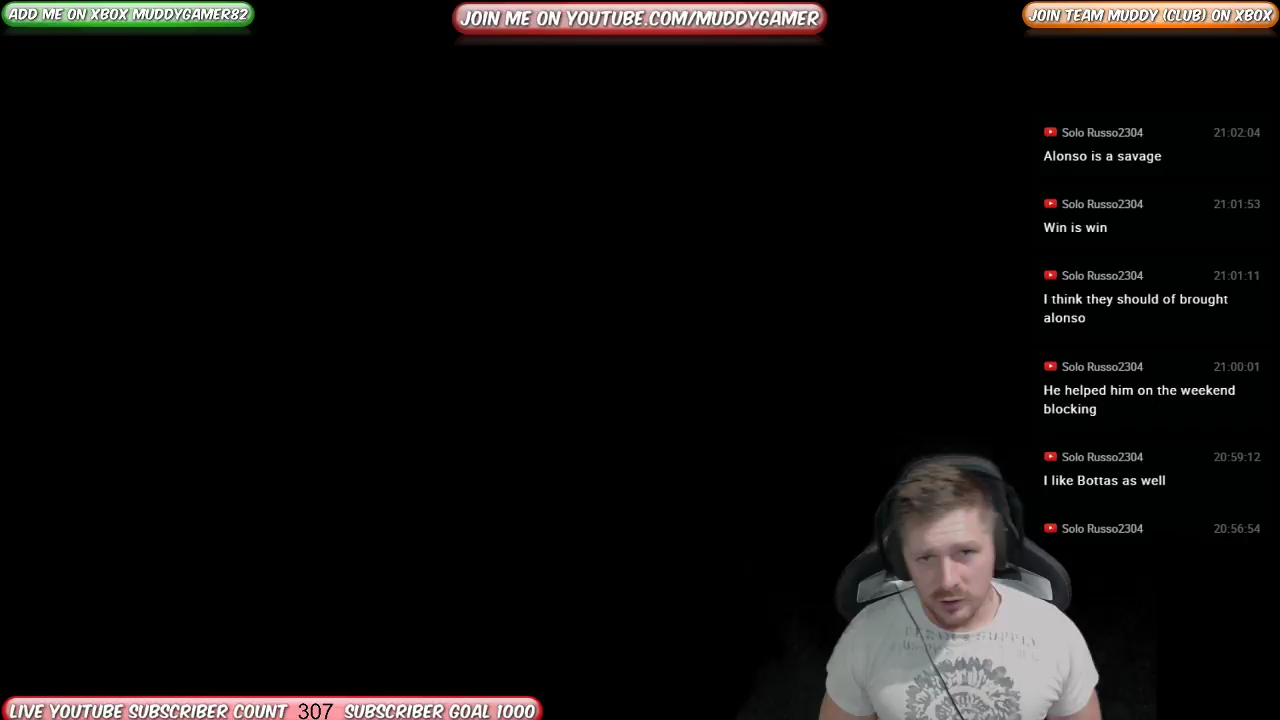 ADD ME ON XBOX MUDDYGAMER82
JOIN ME ON YOUTUBE.COM/MUDDYGAMER
JOIN TEAM MUDDY (CLUB) ON XBOX
Solo Russo2304 21:02:04
Alonso is a savage
Solo Russo2304 21:01:53
Win is win
Solo Russo2304 21:01:11
I think they should of brought
alonso
Solo Russo2304 21:00:01
He helped him on the weekend
blocking
Solo Russo2304 20:59:12
I like Bottas as well
Solo Russo2304 20:56:54
LIVE YOUTUBE SUBSCRIBER COUNT 307 SUBSCRIBER GOAL 1000